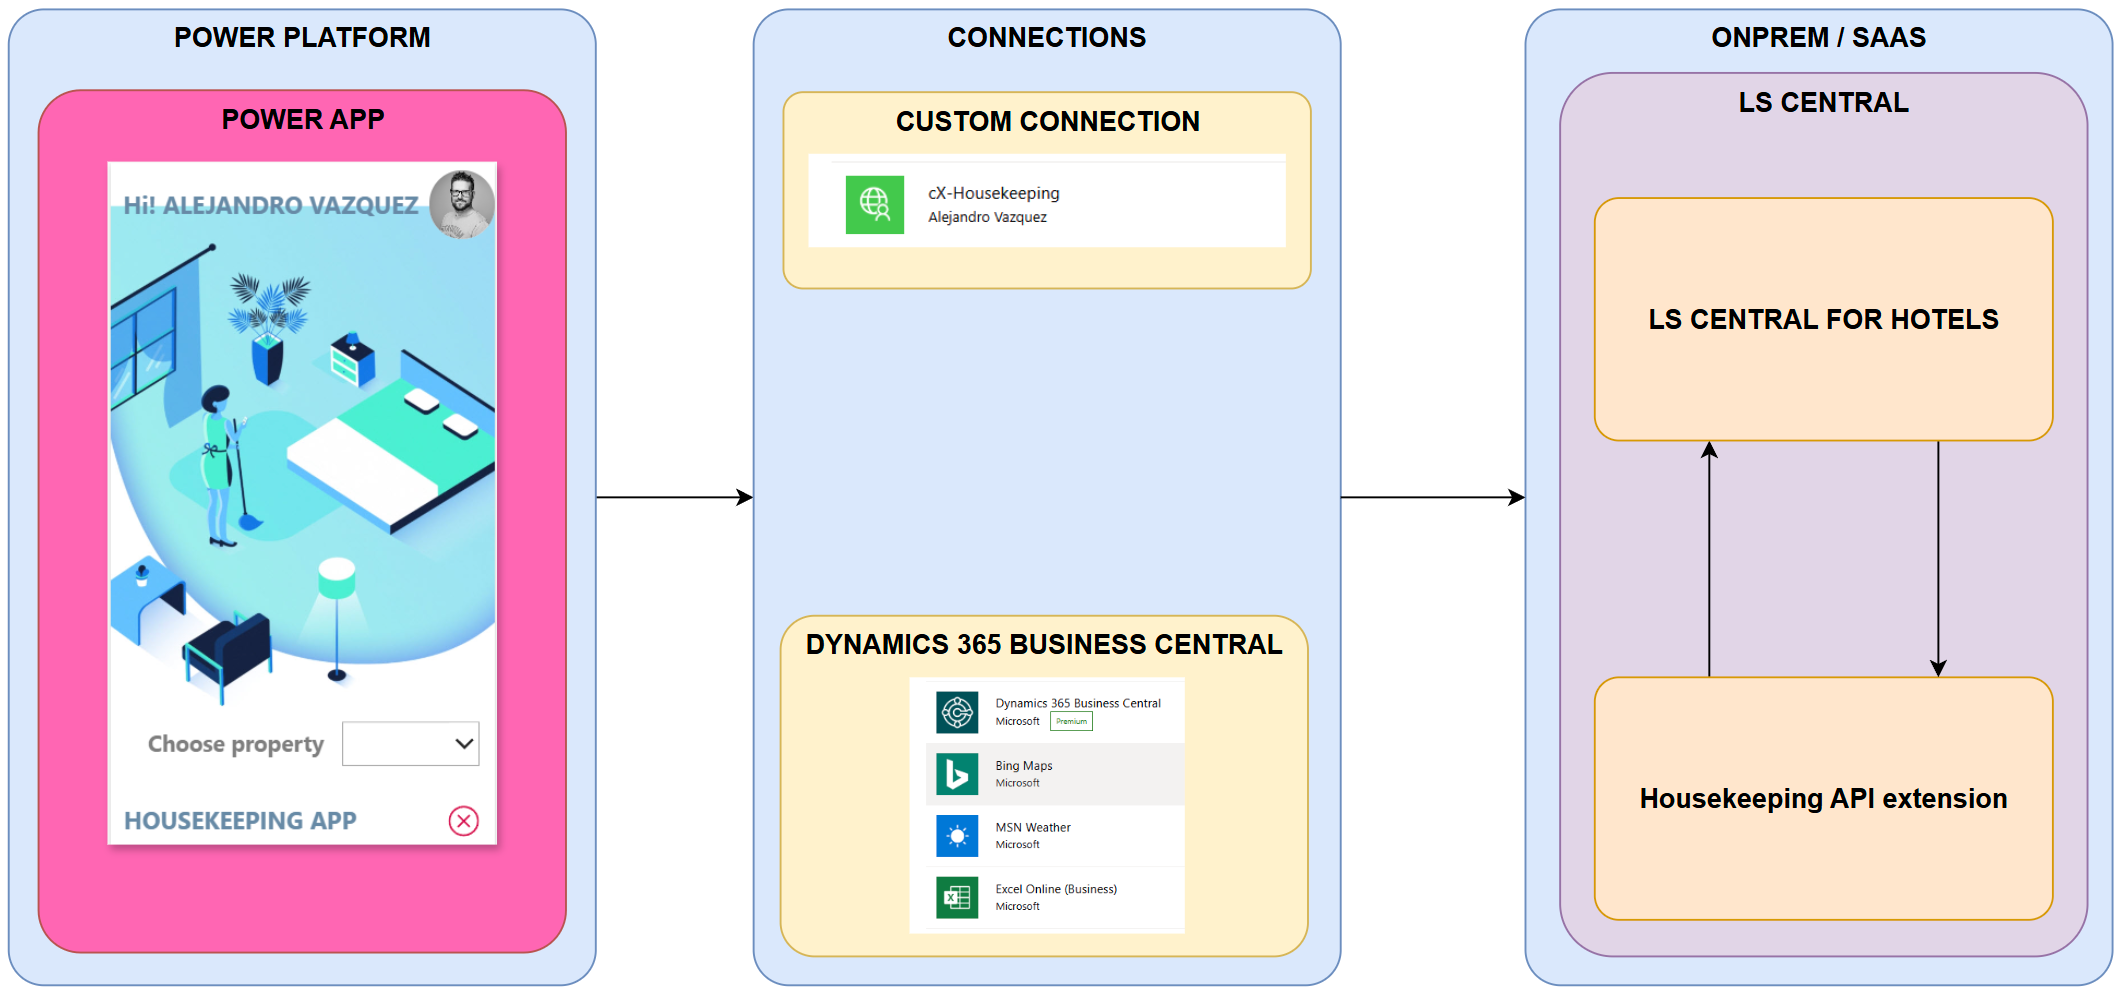 POWER PLATFORM
POWER APP
Hi! ALEJANDRO VAZQUEZ
Choose property
HOUSEKEEPING APP
CONNECTIONS
CUSTOM CONNECTION
cX-Housekeeping
Alejandro Vazquez
DYNAMICS 365 BUSINESS CENTRAL
Dynamics 365 Business Central
Microsoft Premium
Bing Maps
Microsoft
MSN Weather
Microsoft
Excel Online (Business)
Microsoft
ONPREM / SAAS
LS CENTRAL
LS CENTRAL FOR HOTELS
Housekeeping API extension